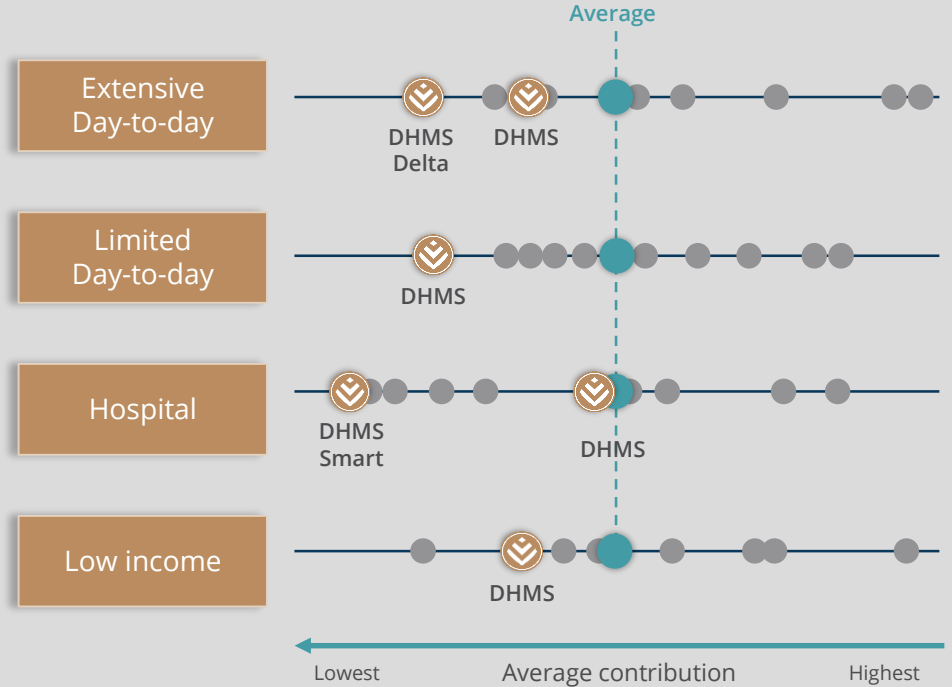 Average
Extensive
Day-to-day
DHMS
Delta
DHMS
Limited
Day-to-day
DHMS
Hospital
DHMS
Smart
DHMS
Low income
DHMS
Lowest
Average contribution
Highest